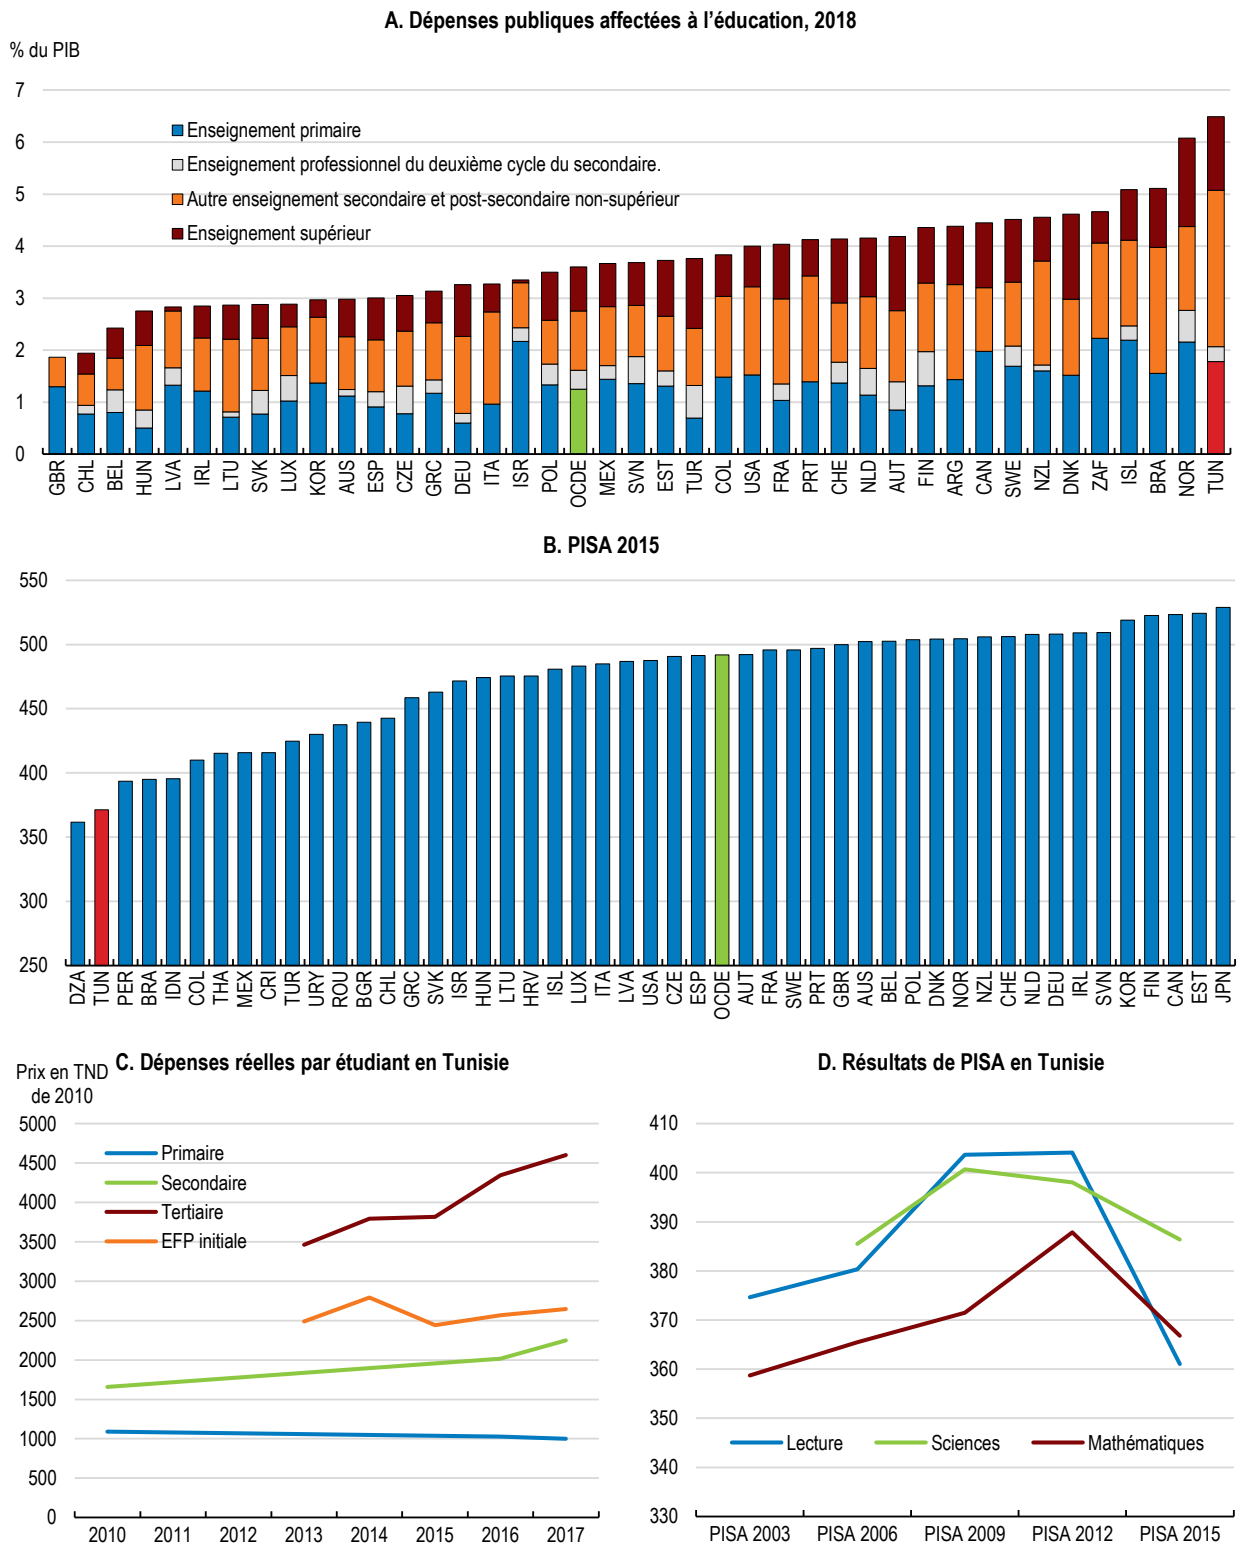 A. Dépenses publiques affectées à l'éducation, 2018
% du PIB
7
6
5
4
3
2
1
0
Enseignement primaire
Enseignement professionnel du deuxième cycle du secondaire.
Autre enseignement secondaire et post-secondaire non-supérieur
Enseignement supérieur
GBR CHL BEL HUN LVA IRL LTU SVK LUX KOR AUS ESP CZE GRC DEU ITA ISR POL OCDE MEX SVN EST TUR COL USA FRA PRT CHE NLD AUT FIN ARG CAN SWE NZL DNK ZAF ISL BRA NOR TUN
B. PISA 2015
550
500
450
400
350
300
250
DZA TUN PER BRA IDN COL THA MEX CRI TUR URY ROU BGR CHL GRC SVK ISR HUN LTU HRV ISL LUX ITA LVA USA CZE ESP OCDE AUT FRA SWE PRT GBR AUS BEL POL DNK NOR NZL CHE NLD DEU IRL SVN KOR FIN CAN EST JPN
C. Dépenses réelles par étudiant en Tunisie
Prix en TND
de 2010
5000
4500
4000
3500
3000
2500
2000
1500
1000
500
0
Primaire
Secondaire
Tertiaire
EFP initiale
2010 2011 2012 2013 2014 2015 2016 2017
D. Résultats de PISA en Tunisie
410
400
390
380
370
360
350
340
330
Lecture Sciences Mathématiques
PISA 2003 PISA 2006 PISA 2009 PISA 2012 PISA 2015